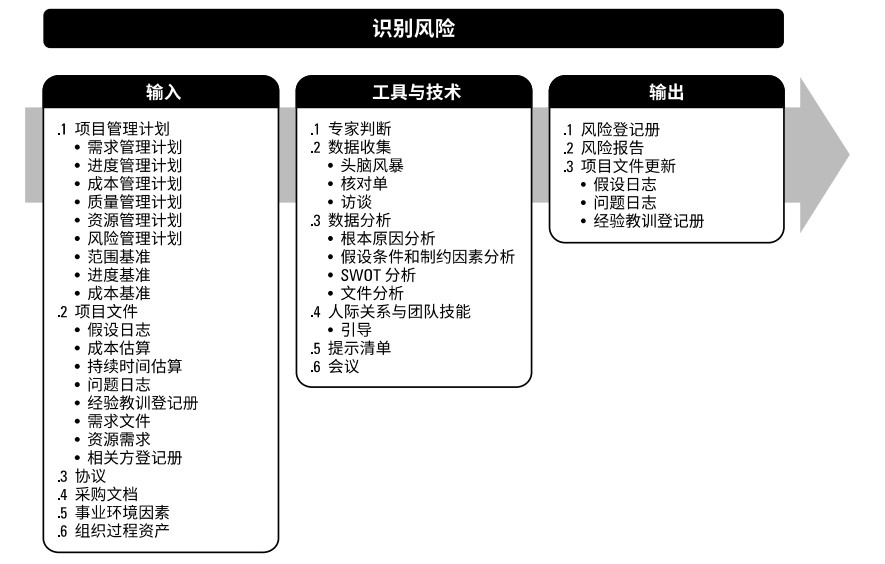 识别风险
输入
.1 项目管理计划
• 需求管理计划
• 进度管理计划
• 成本管理计划
• 质量管理计划
• 资源管理计划
• 风险管理计划
• 范围基准
• 进度基准
• 成本基准
.2 项目文件
• 假设日志
• 成本估算
• 持续时间估算
• 问题日志
• 经验教训登记册
• 需求文件
• 资源需求
• 相关方登记册
.3 协议
.4 采购文档
.5 事业环境因素
.6 组织过程资产
工具与技术
.1 专家判断
.2 数据收集
• 头脑风暴
• 核对单
• 访谈
.3 数据分析
• 根本原因分析
• 假设条件和制约因素分析
• SWOT 分析
• 文件分析
.4 人际关系与团队技能
• 引导
.5 提示清单
.6 会议
输出
.1 风险登记册
.2 风险报告
.3 项目文件更新
• 假设日志
• 问题日志
• 经验教训登记册